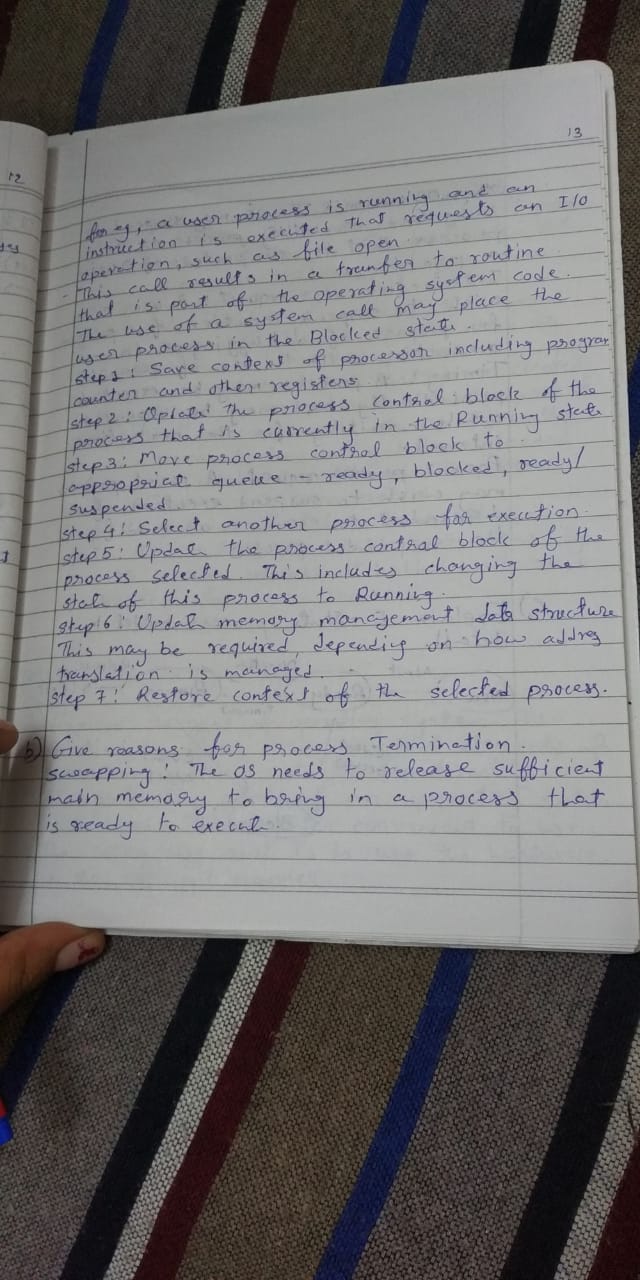 13
for eg, a user process is running and an
instruction is executed that requests an I/O
operation, such as file open.
- This call results in a tranfer to routine
that is part of the operating system code.
The use of a system call may place the
user process in the Blocked state.
step 1: Save context of processor including program
counter and other registers.
step 2: Update the process control block of the
process that is currently in the Running state
step 3: Move process control block to
appropriat queue - ready, blocked, ready/
suspended.
step 4: Select another process for execution.
step 5: Update the process control block of the
process selected. This includes changing the
state of this process to Running.
step 6: Update memory management data structure
This may be required, depending on how addres
translation is managed.
step 7: Restore context of the selected process.
b) Give reasons for process Termination.
swapping: The OS needs to release sufficient
main memory to bring in a process that
is ready to execute.
12